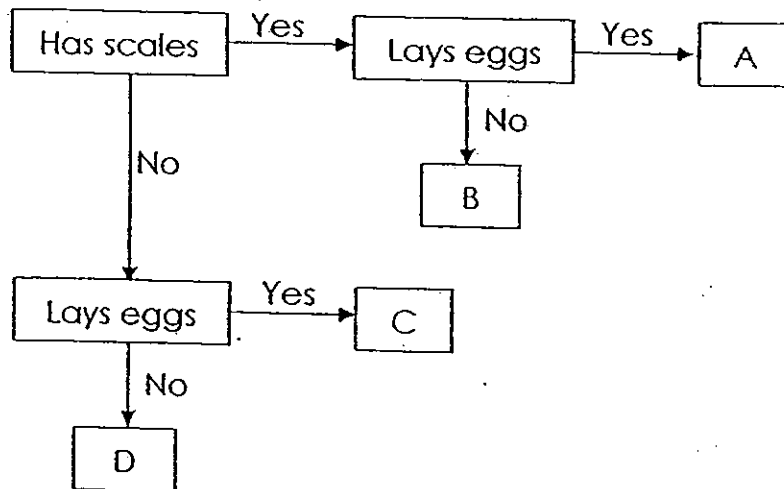 Has scales
Yes
Lays eggs
Yes
A
No
B
No
Lays eggs
Yes
C
No
D